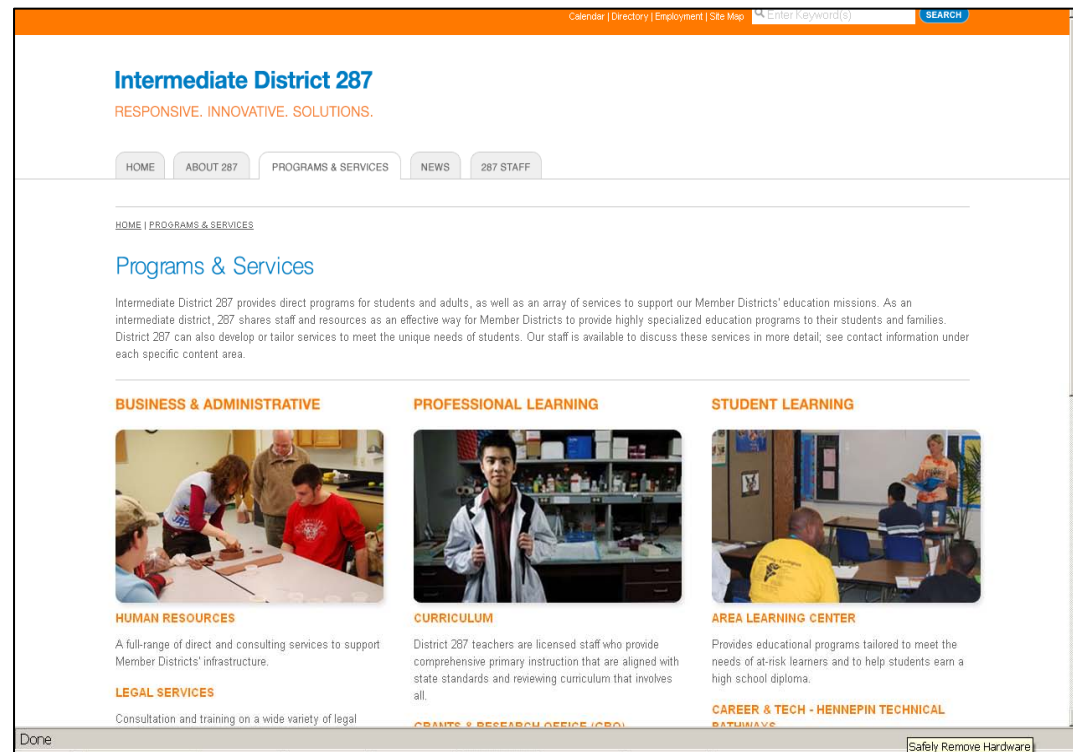 Calendar | Directory | Employment | Site Map Enter Keyword(s) SEARCH
Intermediate District 287
RESPONSIVE. INNOVATIVE. SOLUTIONS.
HOME ABOUT 287 PROGRAMS & SERVICES NEWS 287 STAFF
HOME | PROGRAMS & SERVICES
Programs & Services
Intermediate District 287 provides direct programs for students and adults, as well as an array of services to support our Member Districts' education missions. As an
intermediate district, 287 shares staff and resources as an effective way for Member Districts to provide highly specialized education programs to their students and families.
District 287 can also develop or tailor services to meet the unique needs of students. Our staff is available to discuss these services in more detail; see contact information under
each specific content area.
BUSINESS & ADMINISTRATIVE
HUMAN RESOURCES
A full-range of direct and consulting services to support
Member Districts' infrastructure.
LEGAL SERVICES
Consultation and training on a wide variety of legal
PROFESSIONAL LEARNING
CURRICULUM
District 287 teachers are licensed staff who provide
comprehensive primary instruction that are aligned with
state standards and reviewing curriculum that involves
all.
GRANTS & RESEARCH OFFICE (GRO)
STUDENT LEARNING
AREA LEARNING CENTER
Provides educational programs tailored to meet the
needs of at-risk learners and to help students earn a
high school diploma.
CAREER & TECH - HENNEPIN TECHNICAL
PATHWAYS
Done
Safely Remove Hardware